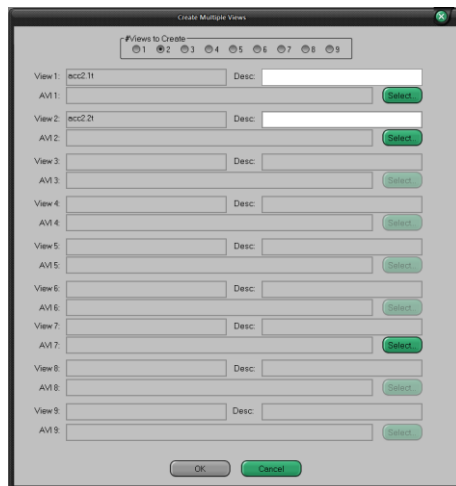 Create Multiple Views
#Views to Create
1 2 3 4 5 6 7 8 9
View 1: acc2.1t Desc:
AVI 1: Select...
View 2: acc2.2t Desc:
AVI 2: Select...
View 3: Desc:
AVI 3: Select...
View 4: Desc:
AVI 4: Select...
View 5: Desc:
AVI 5: Select...
View 6: Desc:
AVI 6: Select...
View 7: Desc:
AVI 7: Select...
View 8: Desc:
AVI 8: Select...
View 9: Desc:
AVI 9: Select...
OK Cancel